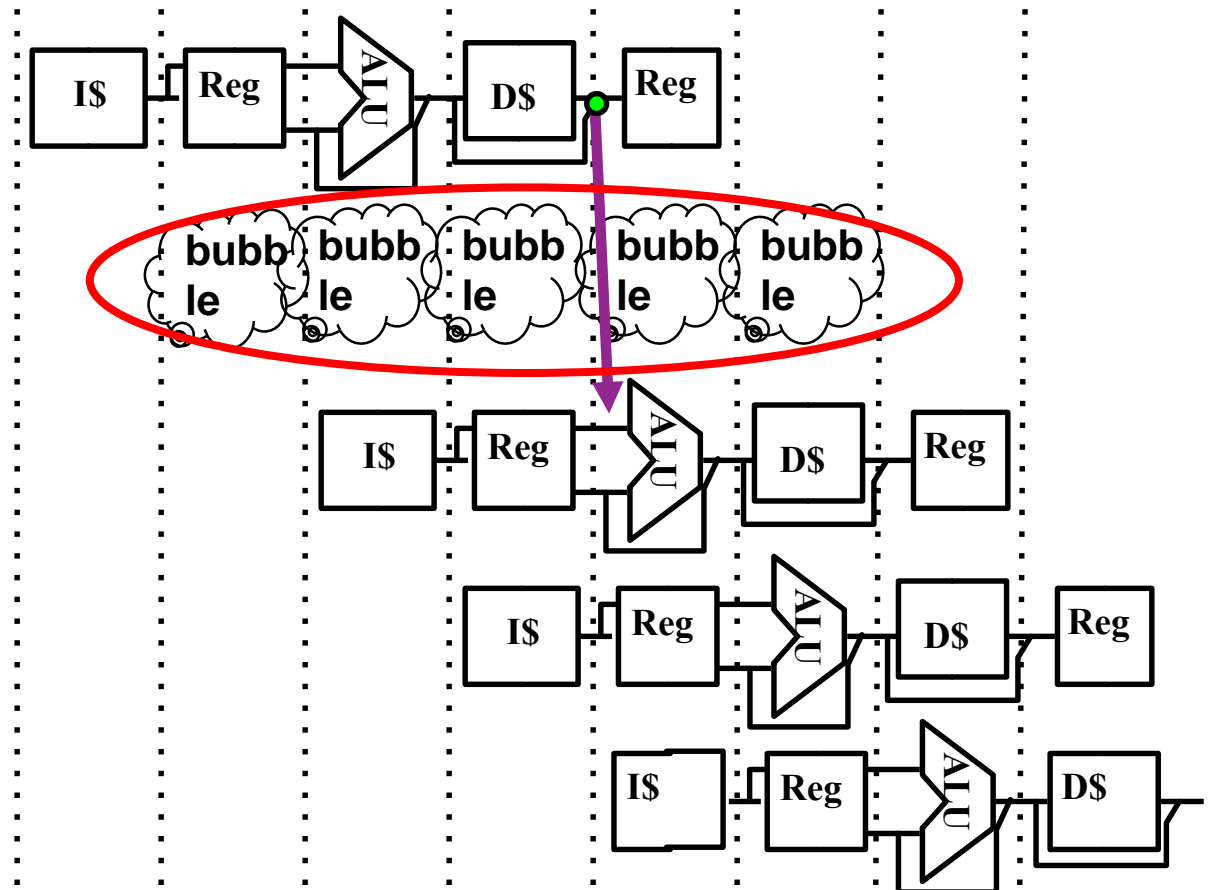 I$ Reg ALU D$ Reg
bubb bubb bubb bubb bubb
le le le le le
I$ Reg ALU D$ Reg
I$ Reg ALU D$ Reg
I$ Reg ALU D$